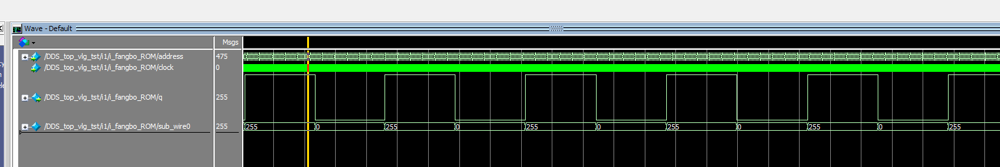 Wave - Default
Msgs
/DDS_top_vlg_tst/i1/i_fangbo_ROM/address 475
/DDS_top_vlg_tst/i1/i_fangbo_ROM/clock 0
/DDS_top_vlg_tst/i1/i_fangbo_ROM/q 255
/DDS_top_vlg_tst/i1/i_fangbo_ROM/sub_wire0 255 255 0 255 0 255 0 255 0 255 0 255